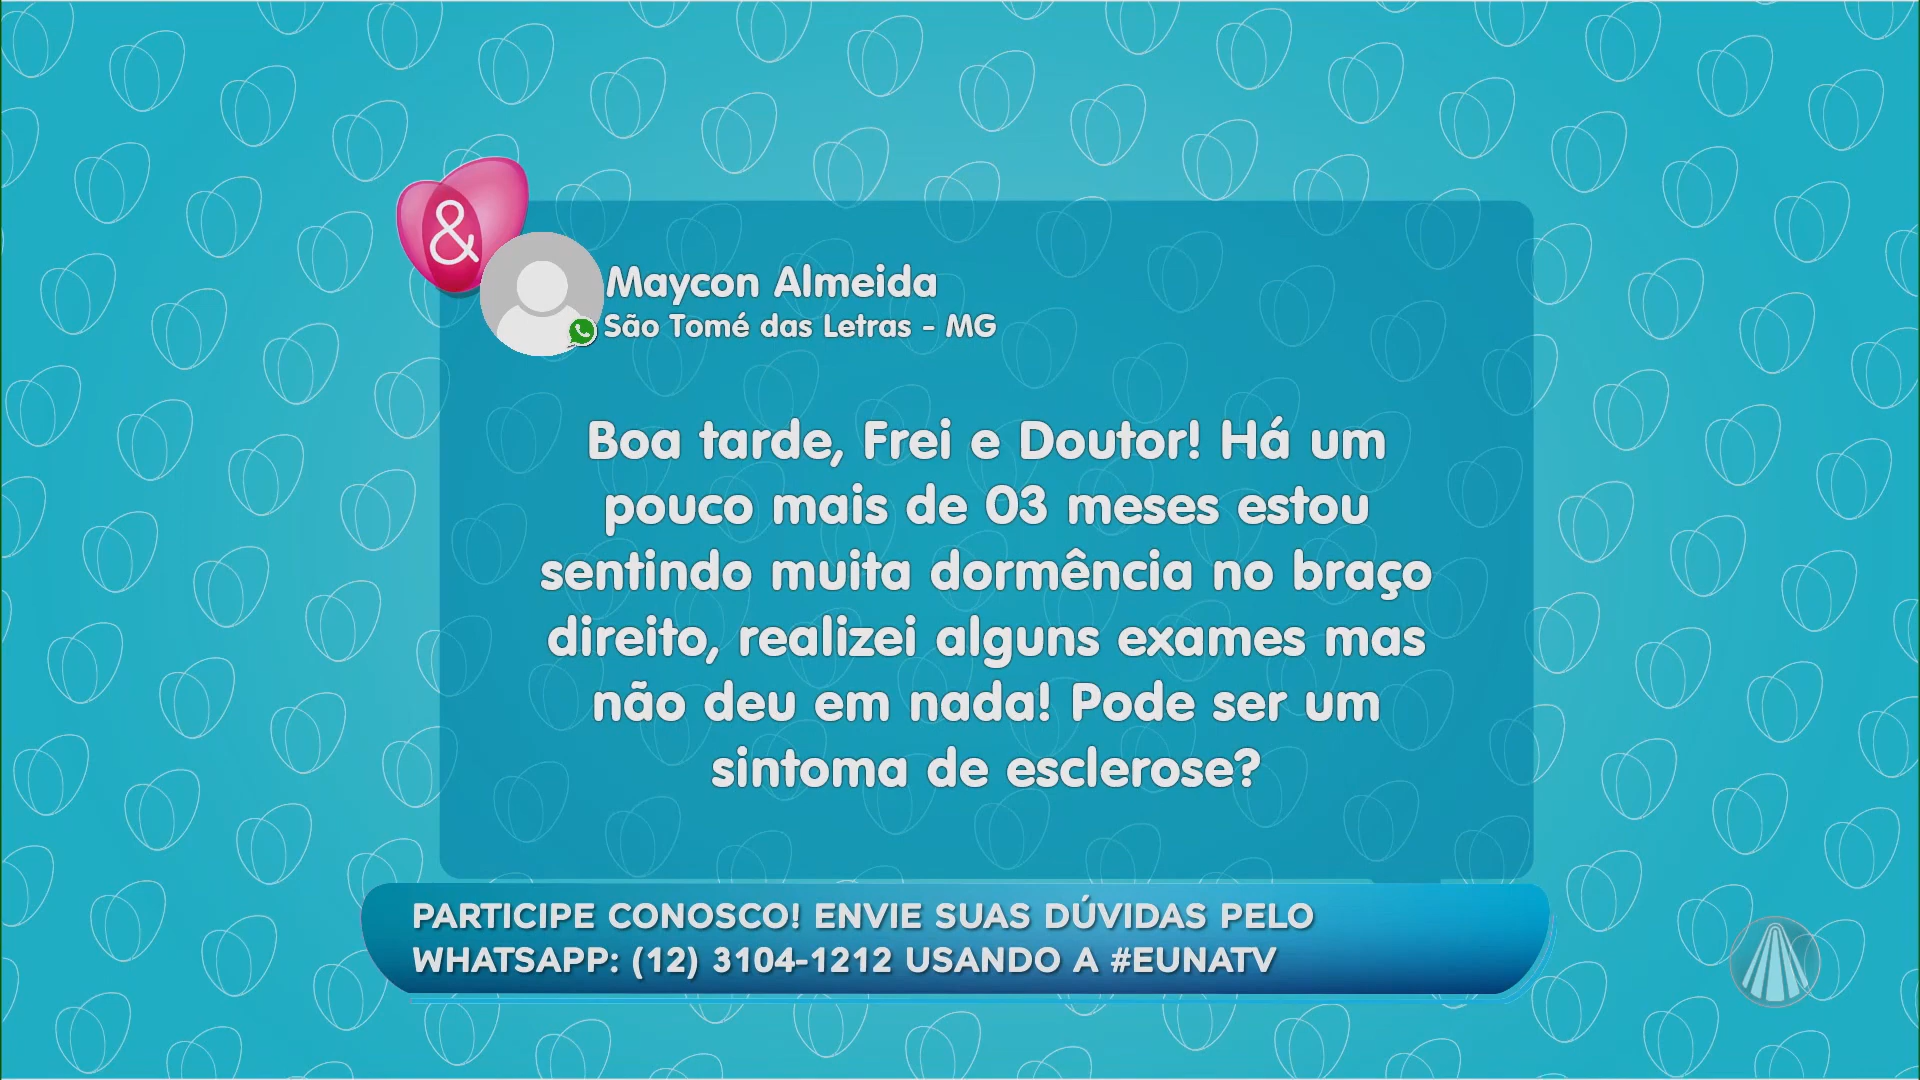 &
Maycon Almeida
São Tomé das Letras - MG
Boa tarde, Frei e Doutor! Há um
pouco mais de 03 meses estou
sentindo muita dormência no braço
direito, realizei alguns exames mas
não deu em nada! Pode ser um
sintoma de esclerose?
PARTICIPE CONOSCO! ENVIE SUAS DÚVIDAS PELO
WHATSAPP: (12) 3104-1212 USANDO A #EUNATV